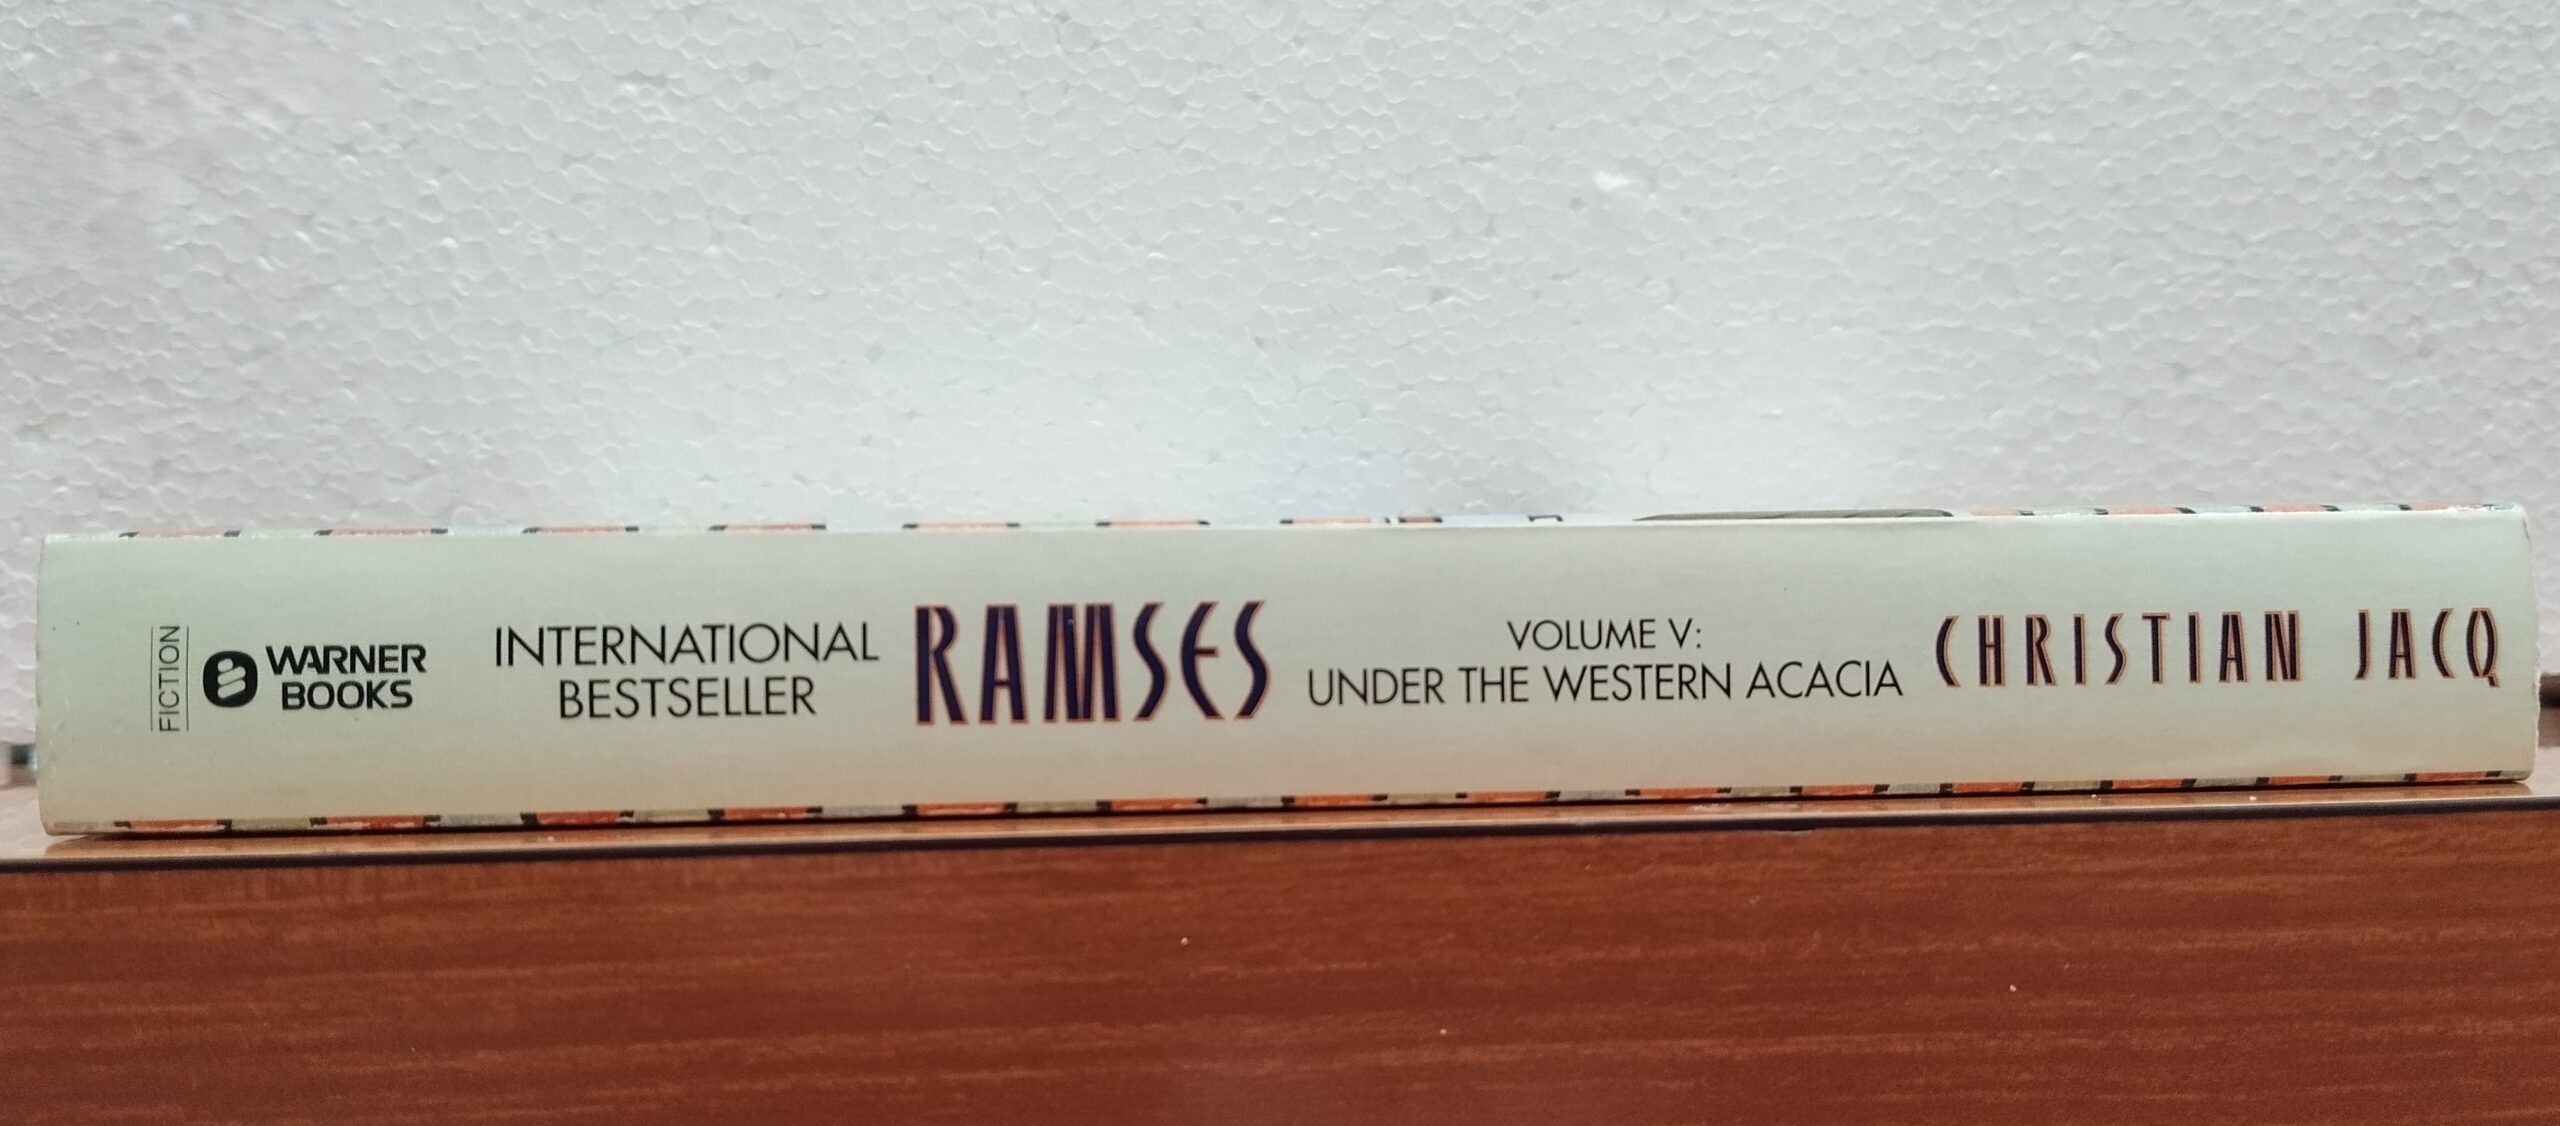 FICTION
WARNER
BOOKS
INTERNATIONAL
BESTSELLER
RAMSES
VOLUME V:
UNDER THE WESTERN ACACIA
CHRISTIAN JACQ